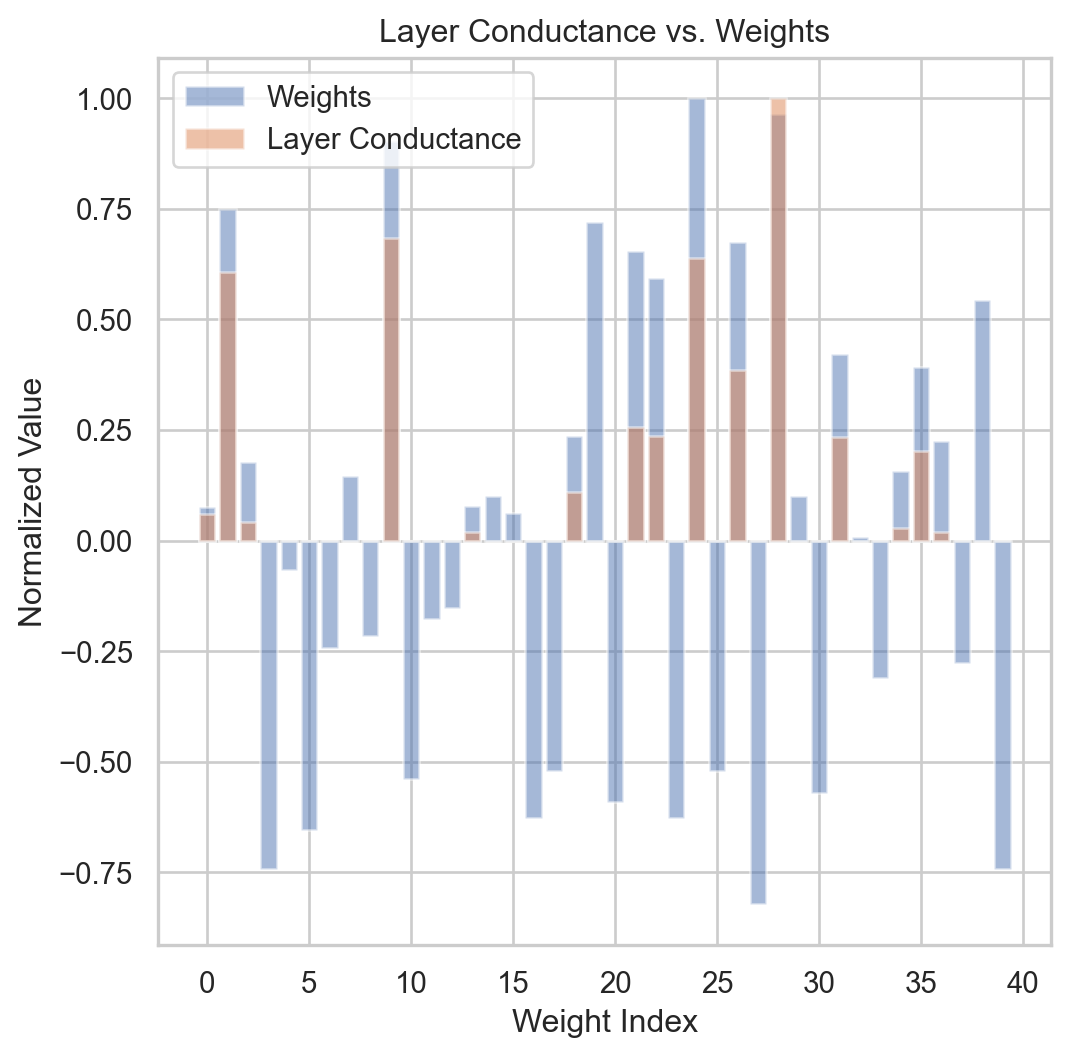 Layer Conductance vs. Weights
Weights
Layer Conductance
1.00
0.75
0.50
0.25
0.00
−0.25
−0.50
−0.75
Normalized Value
0 5 10 15 20 25 30 35 40
Weight Index